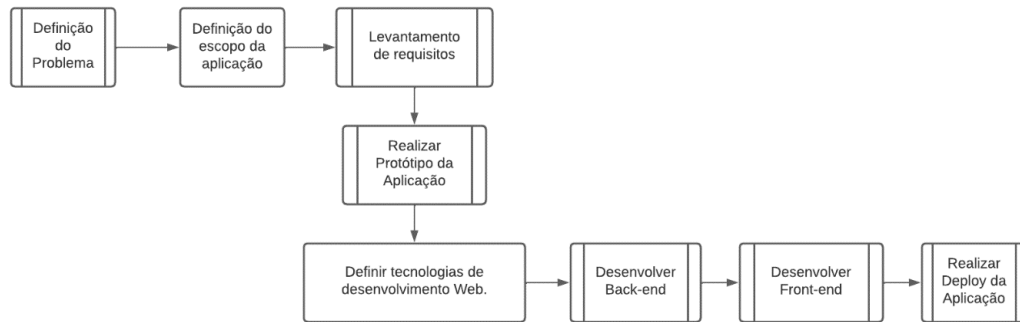 Definição
do
Problema
Definição do
escopo da
aplicação
Levantamento
de requisitos
Realizar
Protótipo da
Aplicação
Definir tecnologias de
desenvolvimento Web.
Desenvolver
Back-end
Desenvolver
Front-end
Realizar
Deploy da
Aplicação